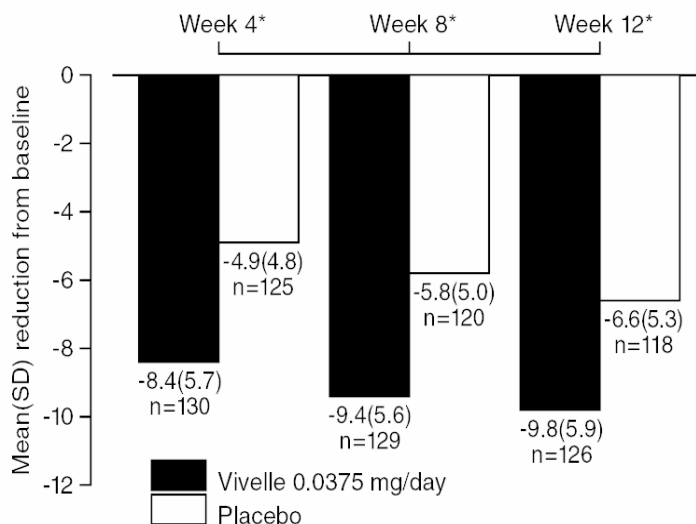 Week 4* Week 8* Week 12*
Mean(SD) reduction from baseline
0
-2
-4
-6
-8
-10
-12
-8.4(5.7)
n=130
-4.9(4.8)
n=125
-9.4(5.6)
n=129
-5.8(5.0)
n=120
-9.8(5.9)
n=126
-6.6(5.3)
n=118
Vivelle 0.0375 mg/day
Placebo